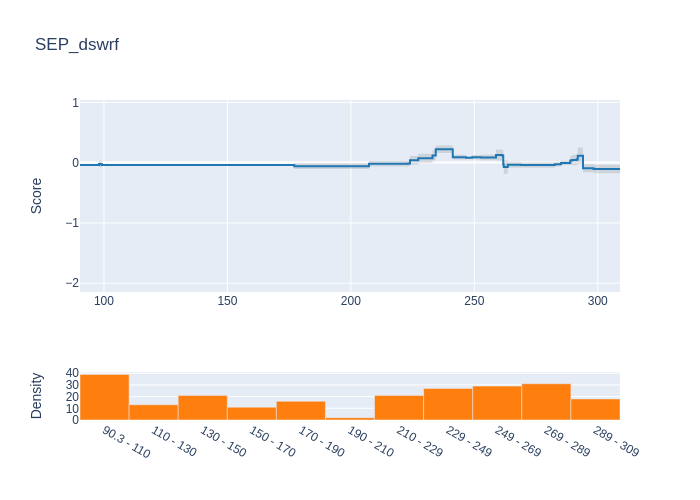 SEP_dswrf
Score
1
0
−1
−2
100
150
200
250
300
Density
40
30
20
10
0
90.3 - 110
110 - 130
130 - 150
150 - 170
170 - 190
190 - 210
210 - 229
229 - 249
249 - 269
269 - 289
289 - 309